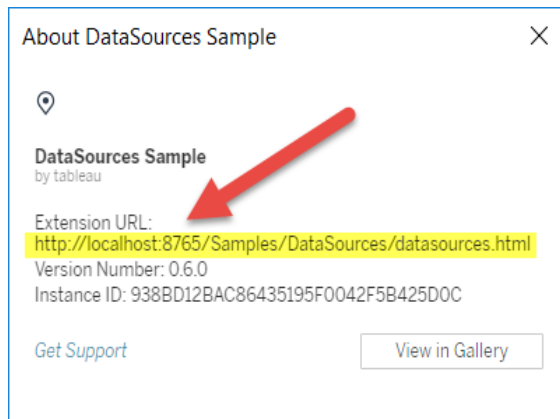 About DataSources Sample
DataSources Sample
by tableau
Extension URL:
http://localhost:8765/Samples/DataSources/datasources.html
Version Number: 0.6.0
Instance ID: 938BD12BAC86435195F0042F5B425D0C
Get Support
View in Gallery